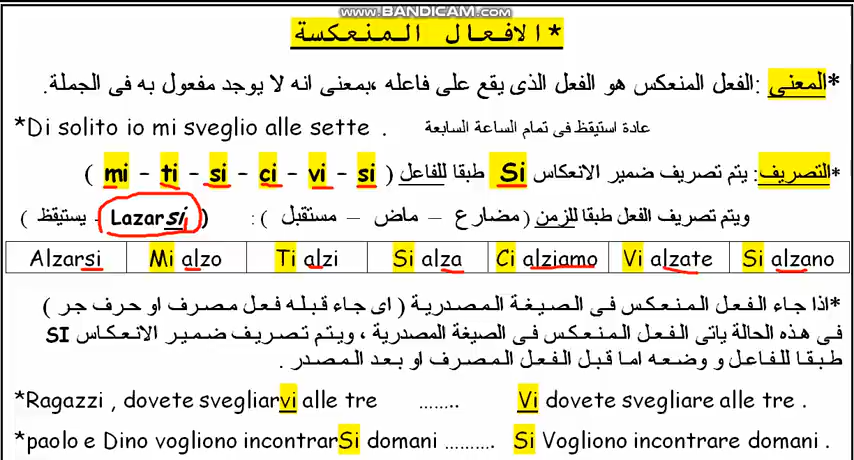 www.BANDICAM.com
*الافعال المنعكسة
*المعنى :الفعل المنعكس هو الفعل الذى يقع على فاعله ،بمعنى انه لا يوجد مفعول به فى الجملة.
*Di solito io mi sveglio alle sette . عادة استيقظ فى تمام الساعة السابعة
*التصريف: يتم تصريف ضمير الانعكاس Si طبقا للفاعل ( mi – ti – si – ci – vi – si )
ويتم تصريف الفعل طبقا للزمن ( مضارع – ماض – مستقبل ) : ( Lazarsi - يستيقظ )
Alzarsi Mi alzo Ti alzi Si alza Ci alziamo Vi alzate Si alzano
*اذا جاء الفعل المنعكس فى الصيغة المصدرية ( اى جاء قبله فعل مصرف او حرف جر )
فى هذه الحالة ياتى الفعل المنعكس فى الصيغة المصدرية ، ويتم تصريف ضمير الانعكاس SI
طبقا للفاعل و وضعه اما قبل الفعل المصرف او بعد المصدر .
*Ragazzi , dovete svegliarvi alle tre ........ Vi dovete svegliare alle tre .
*paolo e Dino vogliono incontrarSi domani .......... Si Vogliono incontrare domani .